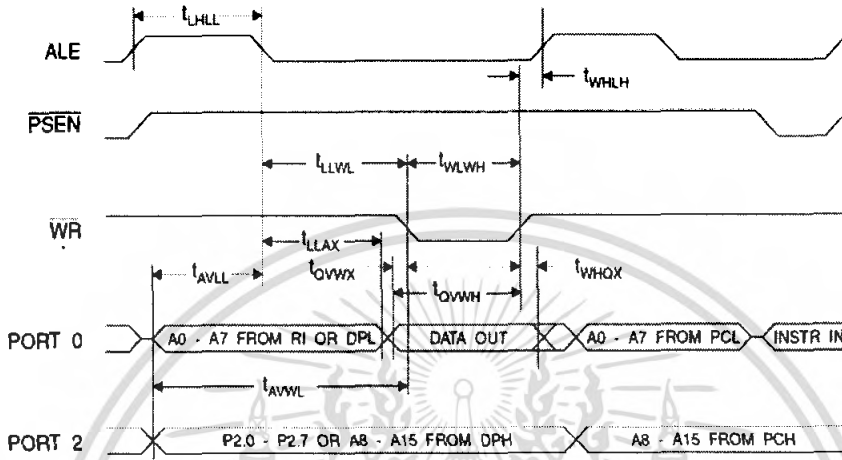 tLHLL
ALE
tWHLH
PSEN
tLLWL
tWLWH
WR
tLLAX
tAVLL
tQVWX
tWHQX
tQVWH
PORT 0
A0 - A7 FROM RI OR DPL
DATA OUT
A0 - A7 FROM PCL
INSTR IN
tAVWL
PORT 2
P2.0 - P2.7 OR A8 - A15 FROM DPH
A8 - A15 FROM PCH